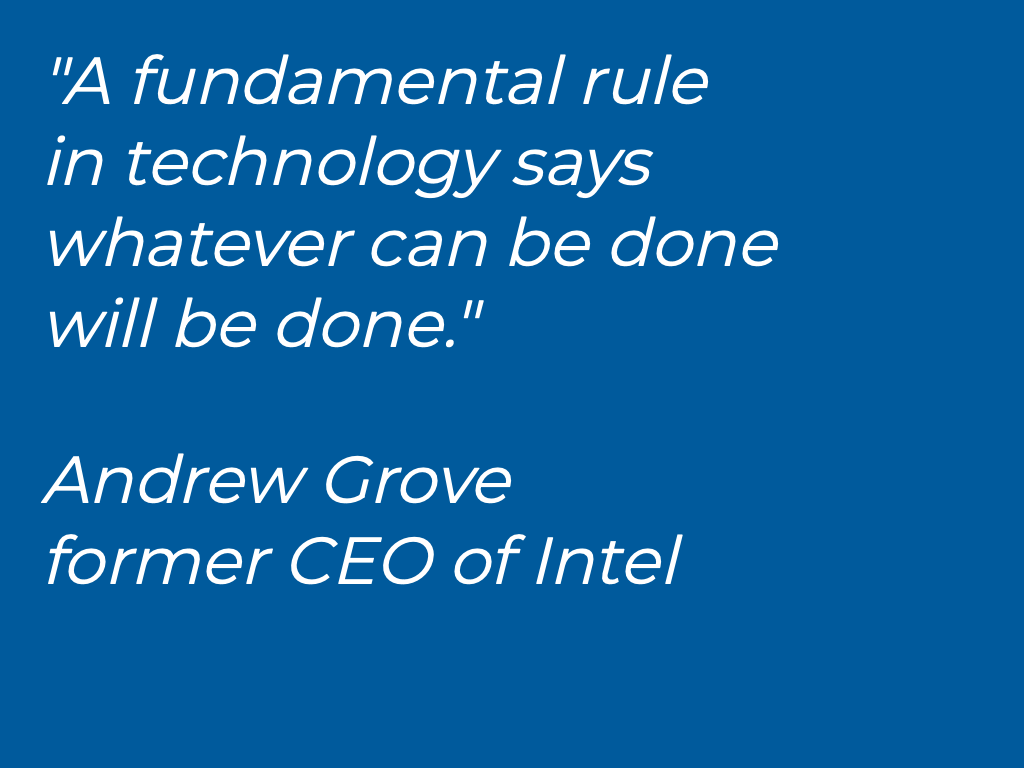 "A fundamental rule
in technology says
whatever can be done
will be done."
Andrew Grove
former CEO of Intel